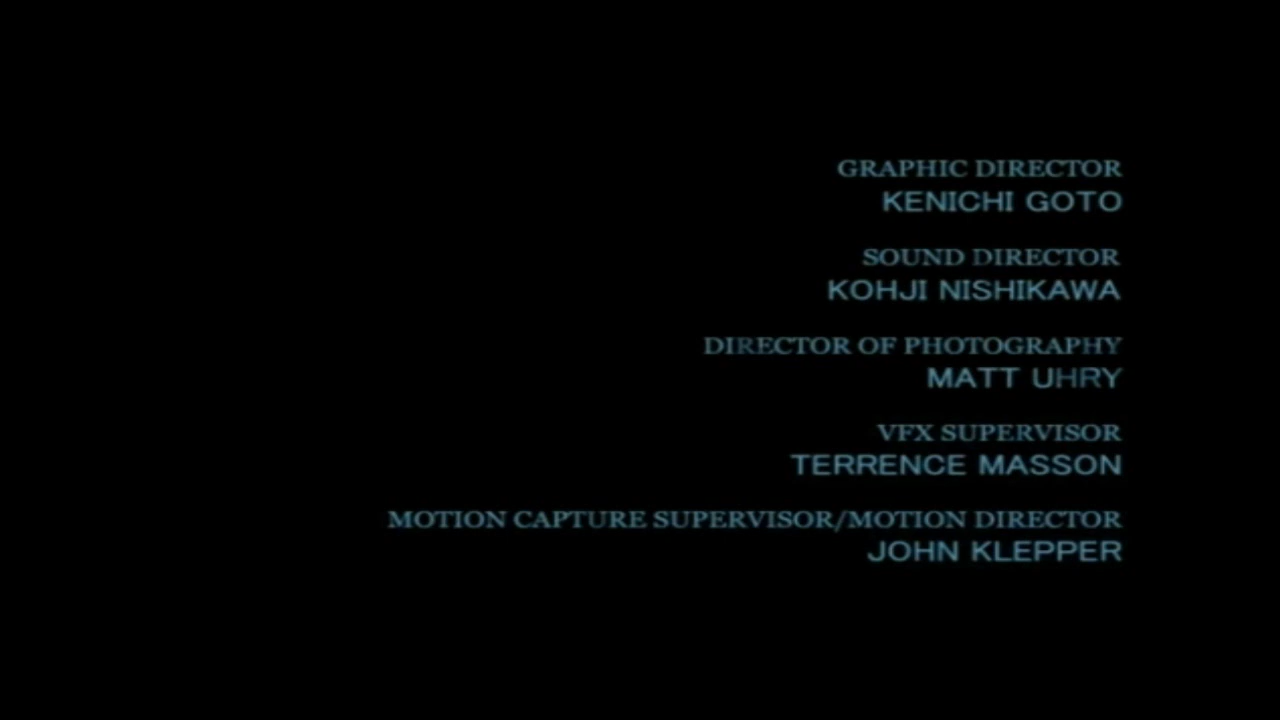 GRAPHIC DIRECTOR
KENICHI GOTO
SOUND DIRECTOR
KOHJI NISHIKAWA
DIRECTOR OF PHOTOGRAPHY
MATT UHRY
VFX SUPERVISOR
TERRENCE MASSON
MOTION CAPTURE SUPERVISOR/MOTION DIRECTOR
JOHN KLEPPER